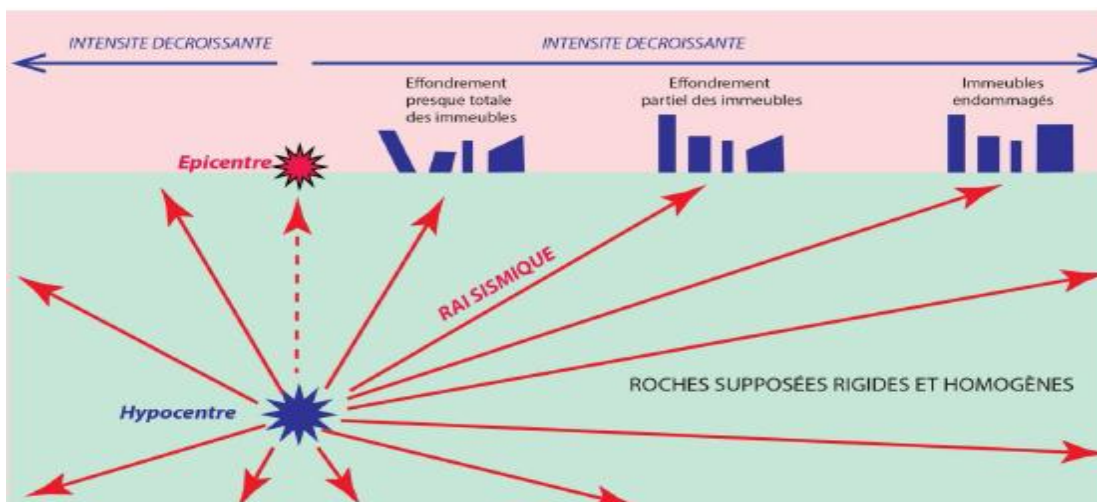 INTENSITE DECROISSANTE
INTENSITE DECROISSANTE
Effondrement
presque totale
des immeubles
Effondrement
partiel des immeubles
Immeubles
endommagés
Epicentre
RAI SISMIQUE
ROCHES SUPPOSÉES RIGIDES ET HOMOGÈNES
Hypocentre